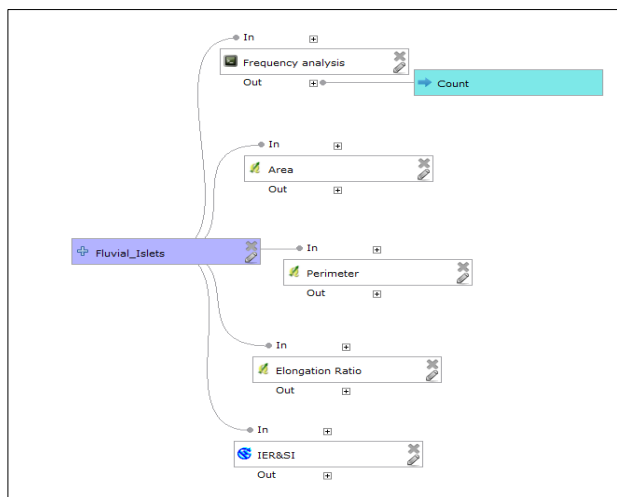 In
Frequency analysis
Out
Count
In
Area
Out
Fluvial_Islets
In
Perimeter
Out
In
Elongation Ratio
Out
In
IER&SI
Out